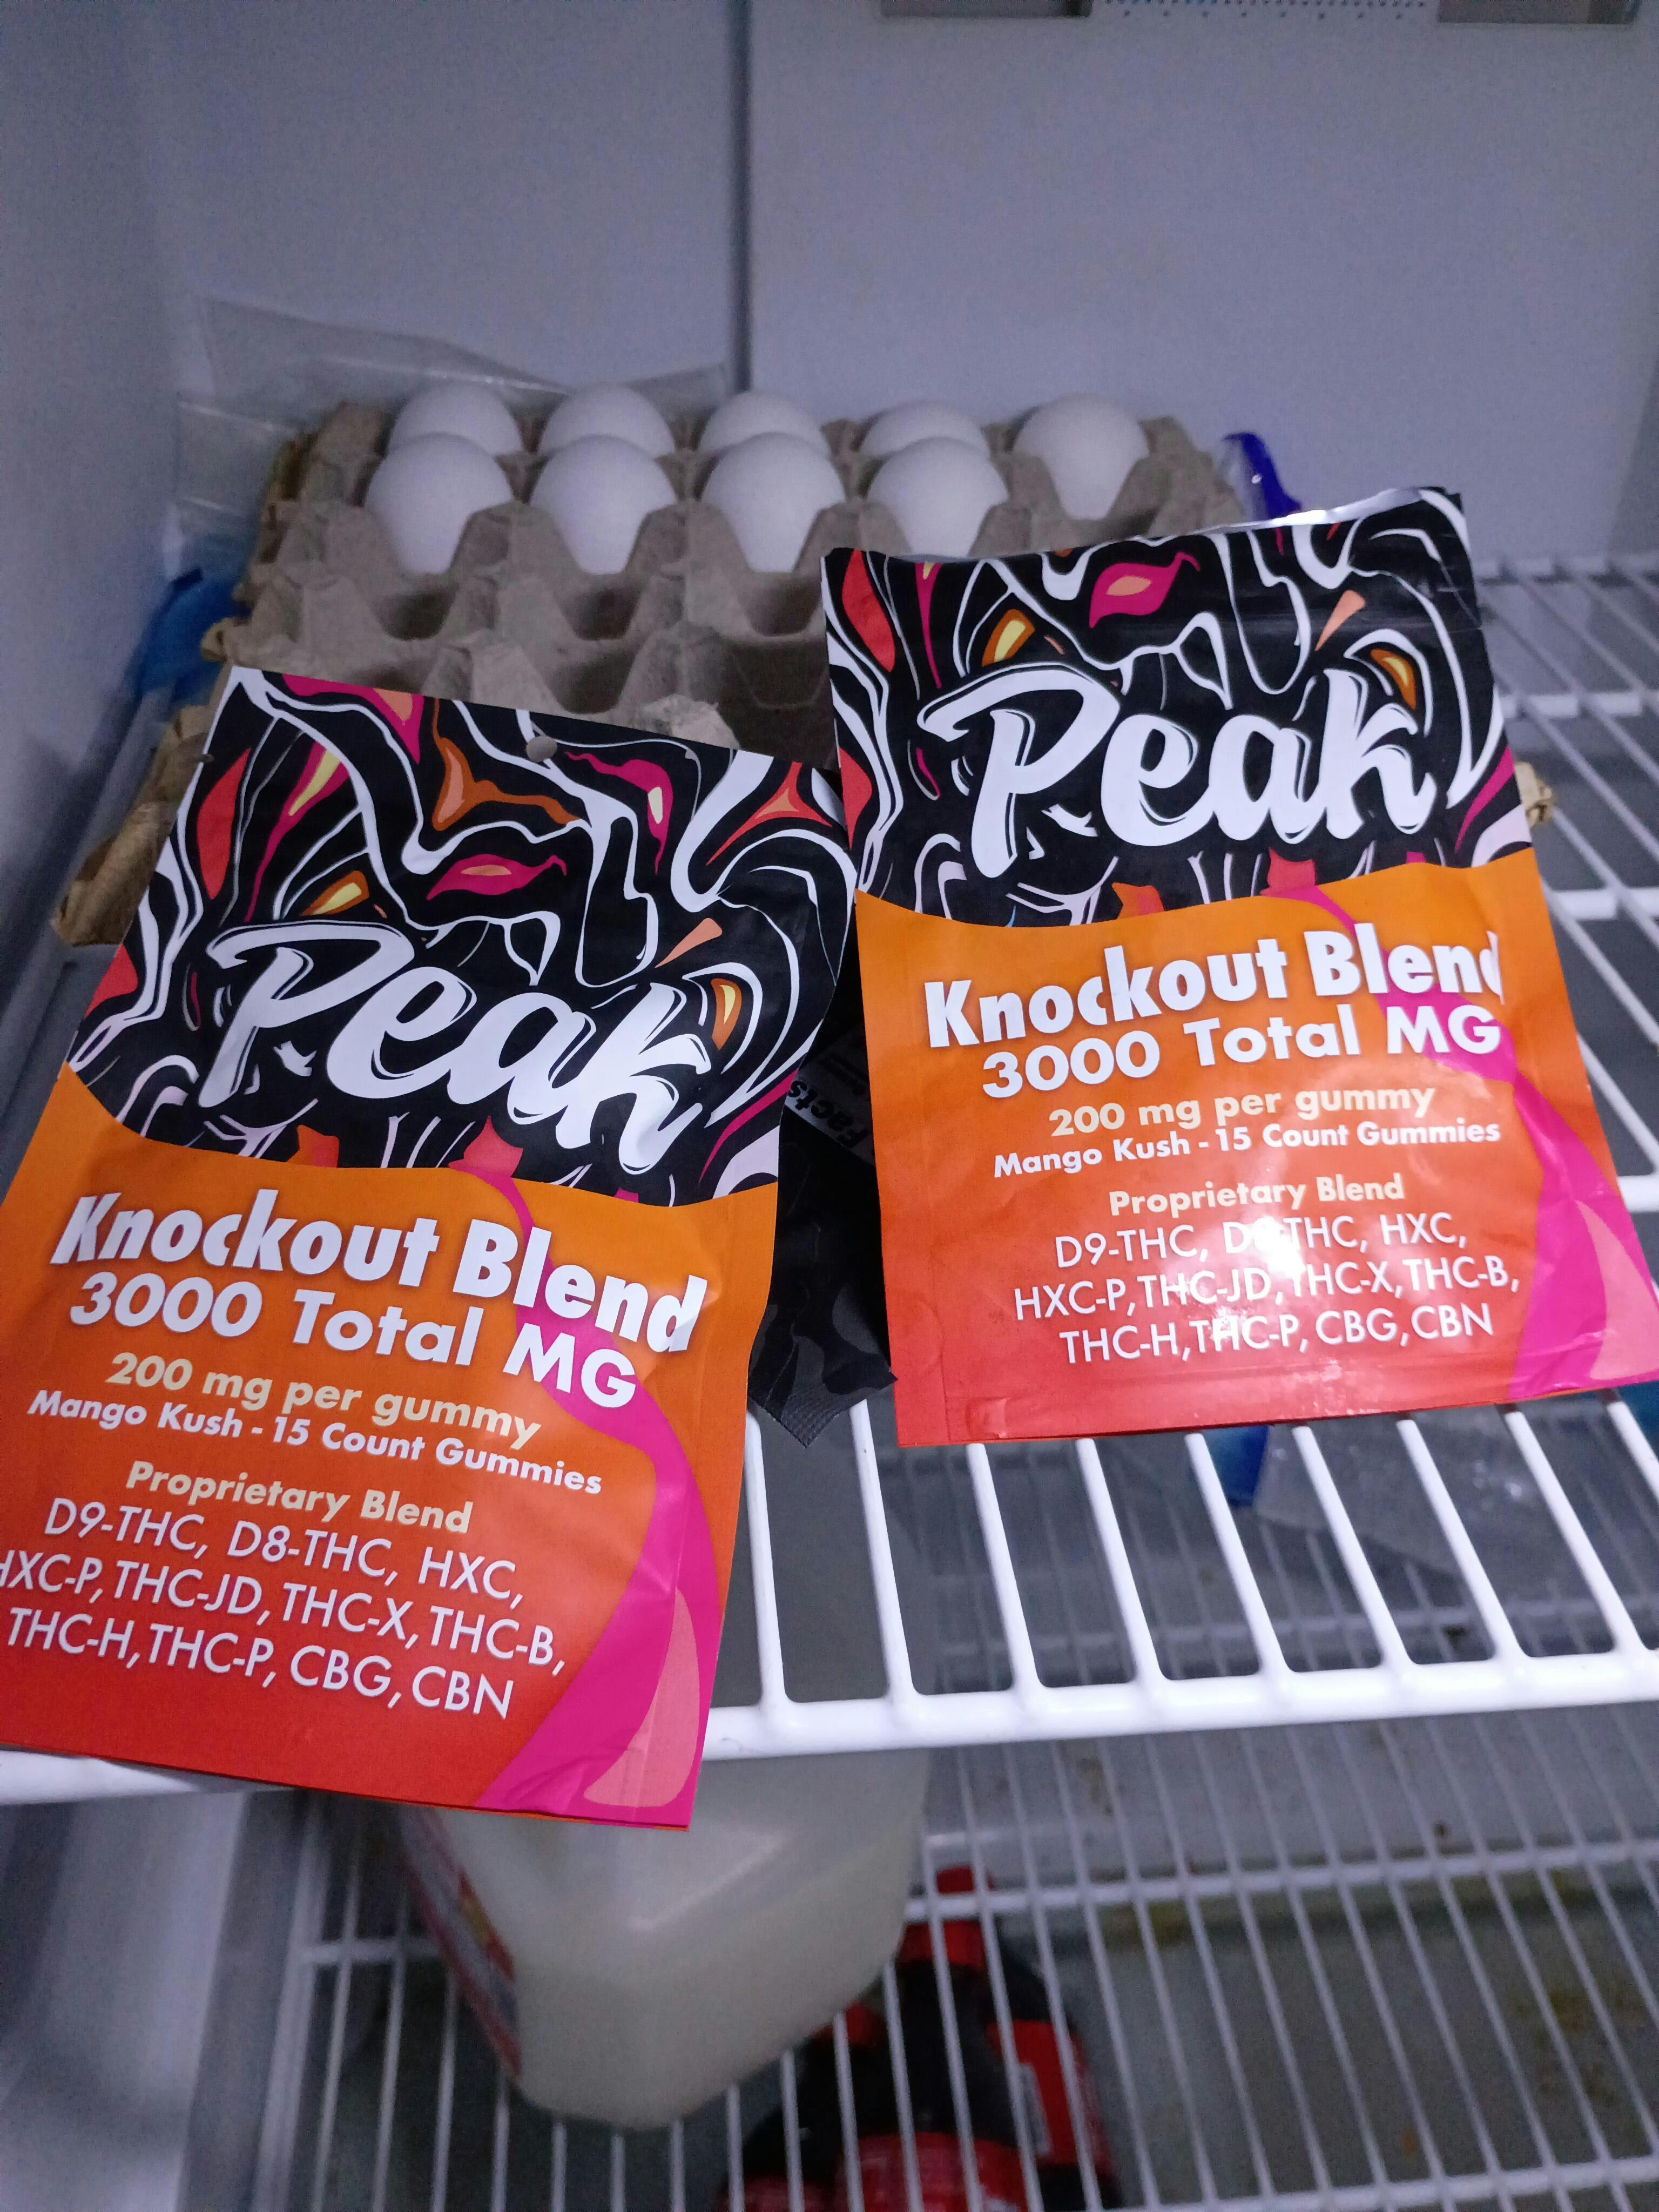 Peak
Knockout Blend
3000 Total MG
200 mg per gummy
Mango Kush - 15 Count Gummies
Proprietary Blend
D9-THC, D8-THC, HXC,
HXC-P, THC-JD, THC-X, THC-B,
THC-H, THC-P, CBG, CBN
Peak
Knockout Blend
3000 Total MG
200 mg per gummy
Mango Kush - 15 Count Gummies
Proprietary Blend
D9-THC, THC, HXC,
HXC-P, THC-JD, THC-X, THC-B,
THC-H, THC-P, CBG, CBN
Facts